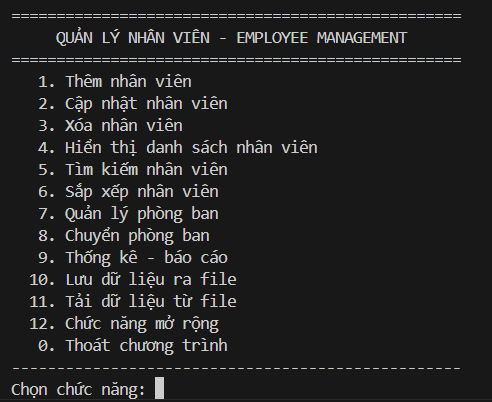 ==================================================
QUẢN LÝ NHÂN VIÊN - EMPLOYEE MANAGEMENT
==================================================
1. Thêm nhân viên
2. Cập nhật nhân viên
3. Xóa nhân viên
4. Hiển thị danh sách nhân viên
5. Tìm kiếm nhân viên
6. Sắp xếp nhân viên
7. Quản lý phòng ban
8. Chuyển phòng ban
9. Thống kê - báo cáo
10. Lưu dữ liệu ra file
11. Tải dữ liệu từ file
12. Chức năng mở rộng
0. Thoát chương trình
--------------------------------------------------
Chọn chức năng: